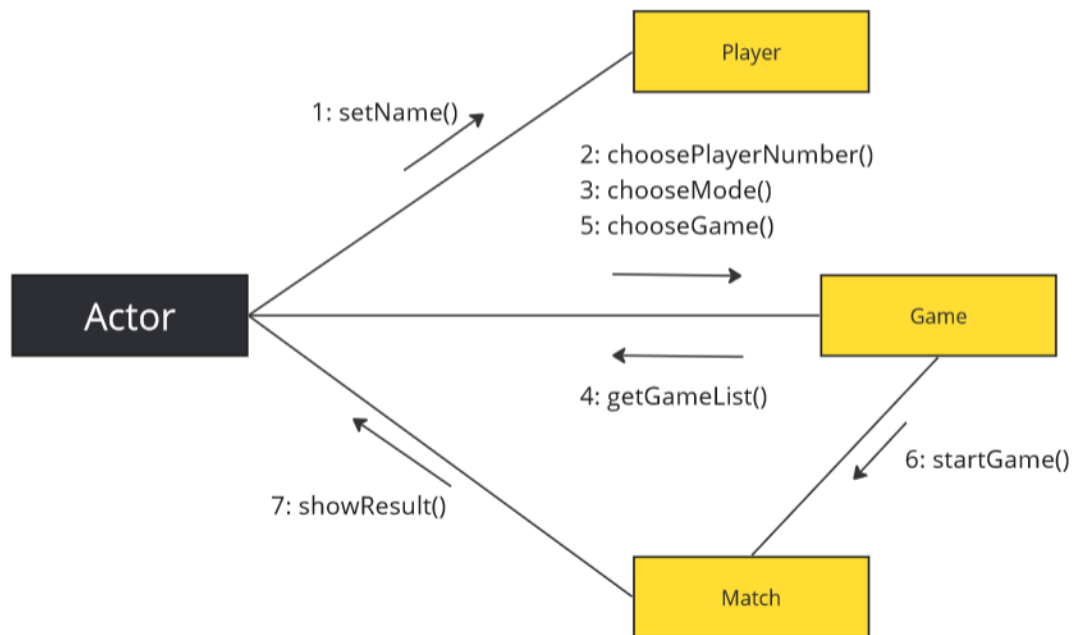 Player
1: setName()
2: choosePlayerNumber()
3: chooseMode()
5: chooseGame()
Actor
Game
4: getGameList()
6: startGame()
7: showResult()
Match